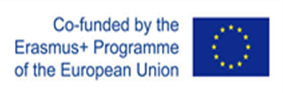 Co-funded by the
Erasmus+ Programme
of the European Union